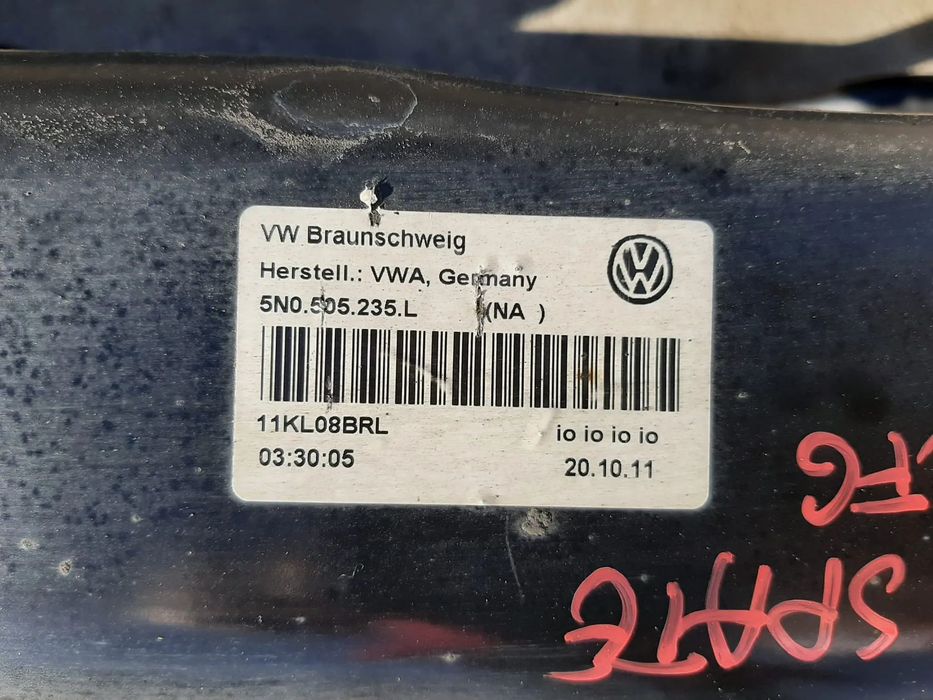 VW Braunschweig
Herstell.: VWA, Germany
5N0.505.235.L (NA )
11KL08BRL io io io io
03:30:05 20.10.11
SPATE